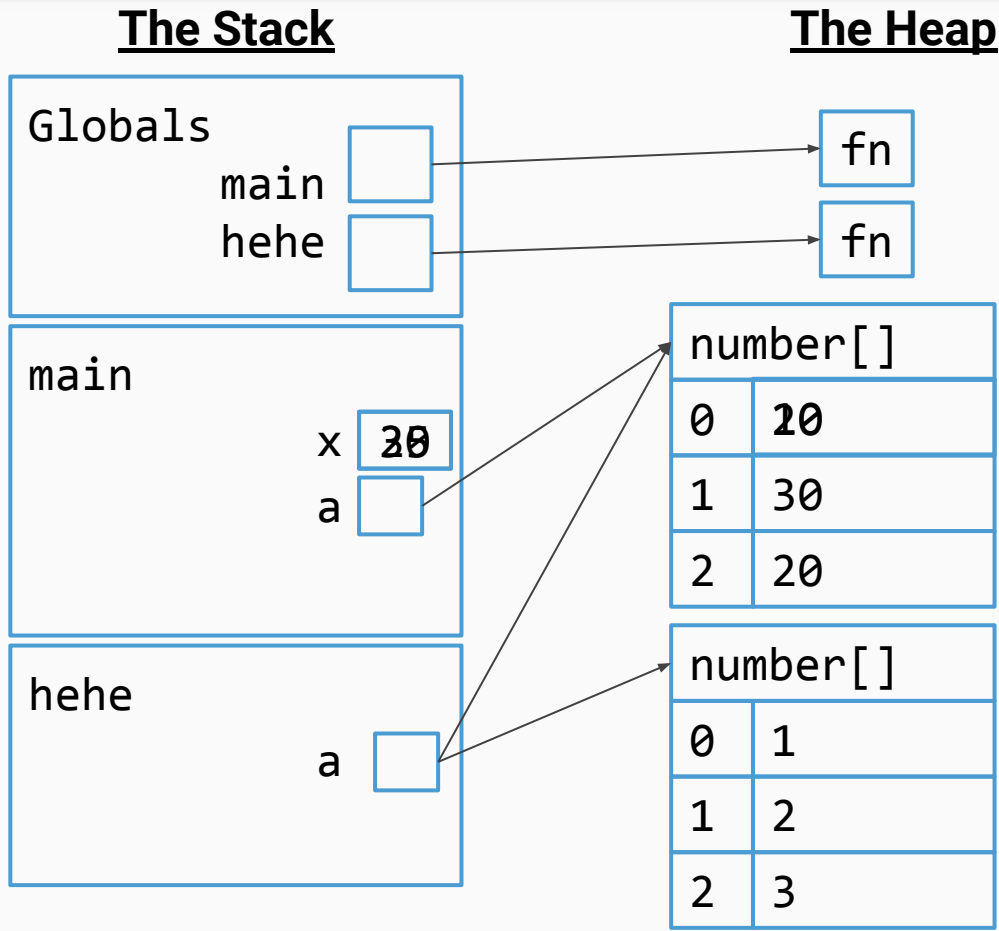 The Stack
The Heap
Globals
main
hehe
fn
fn
main
x
a
number[]
0
1 30
2 20
hehe
a
number[]
0 1
1 2
2 3